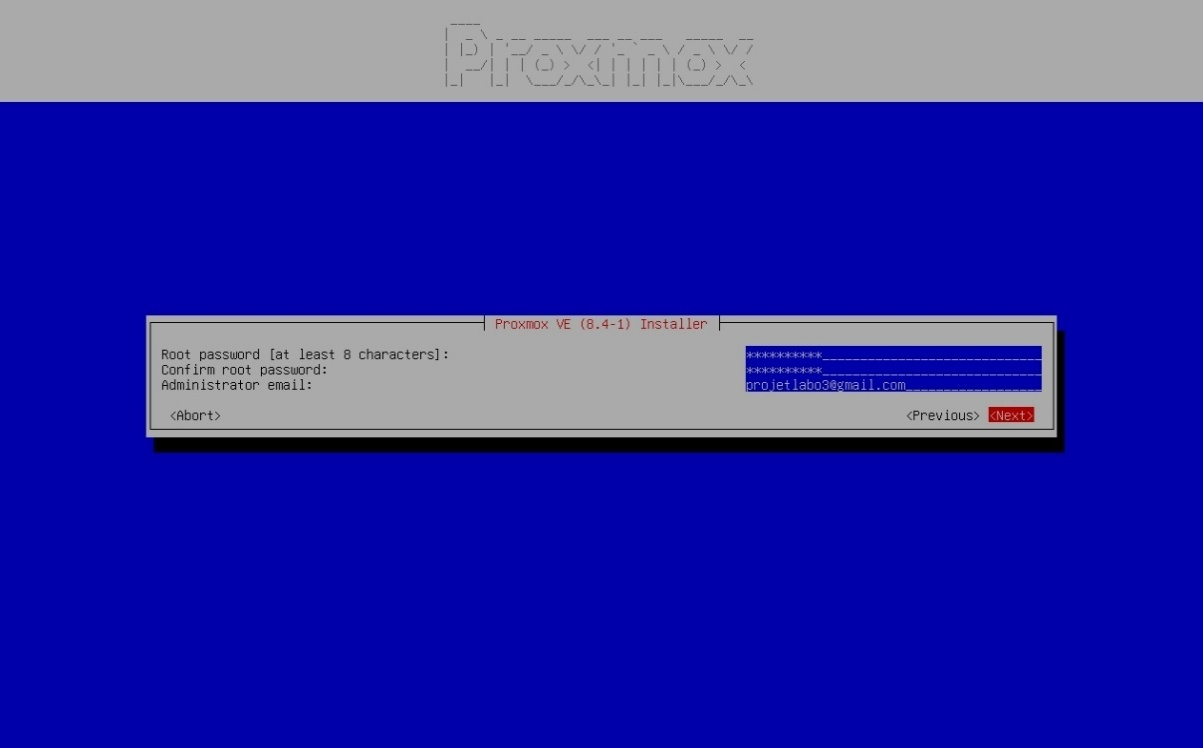 Proxmox
Proxmox VE (8.4-1) Installer
Root password [at least 8 characters]: **********
Confirm root password: **********
Administrator email: projetlabo3@gmail.com
<Abort> <Previous> <Next>